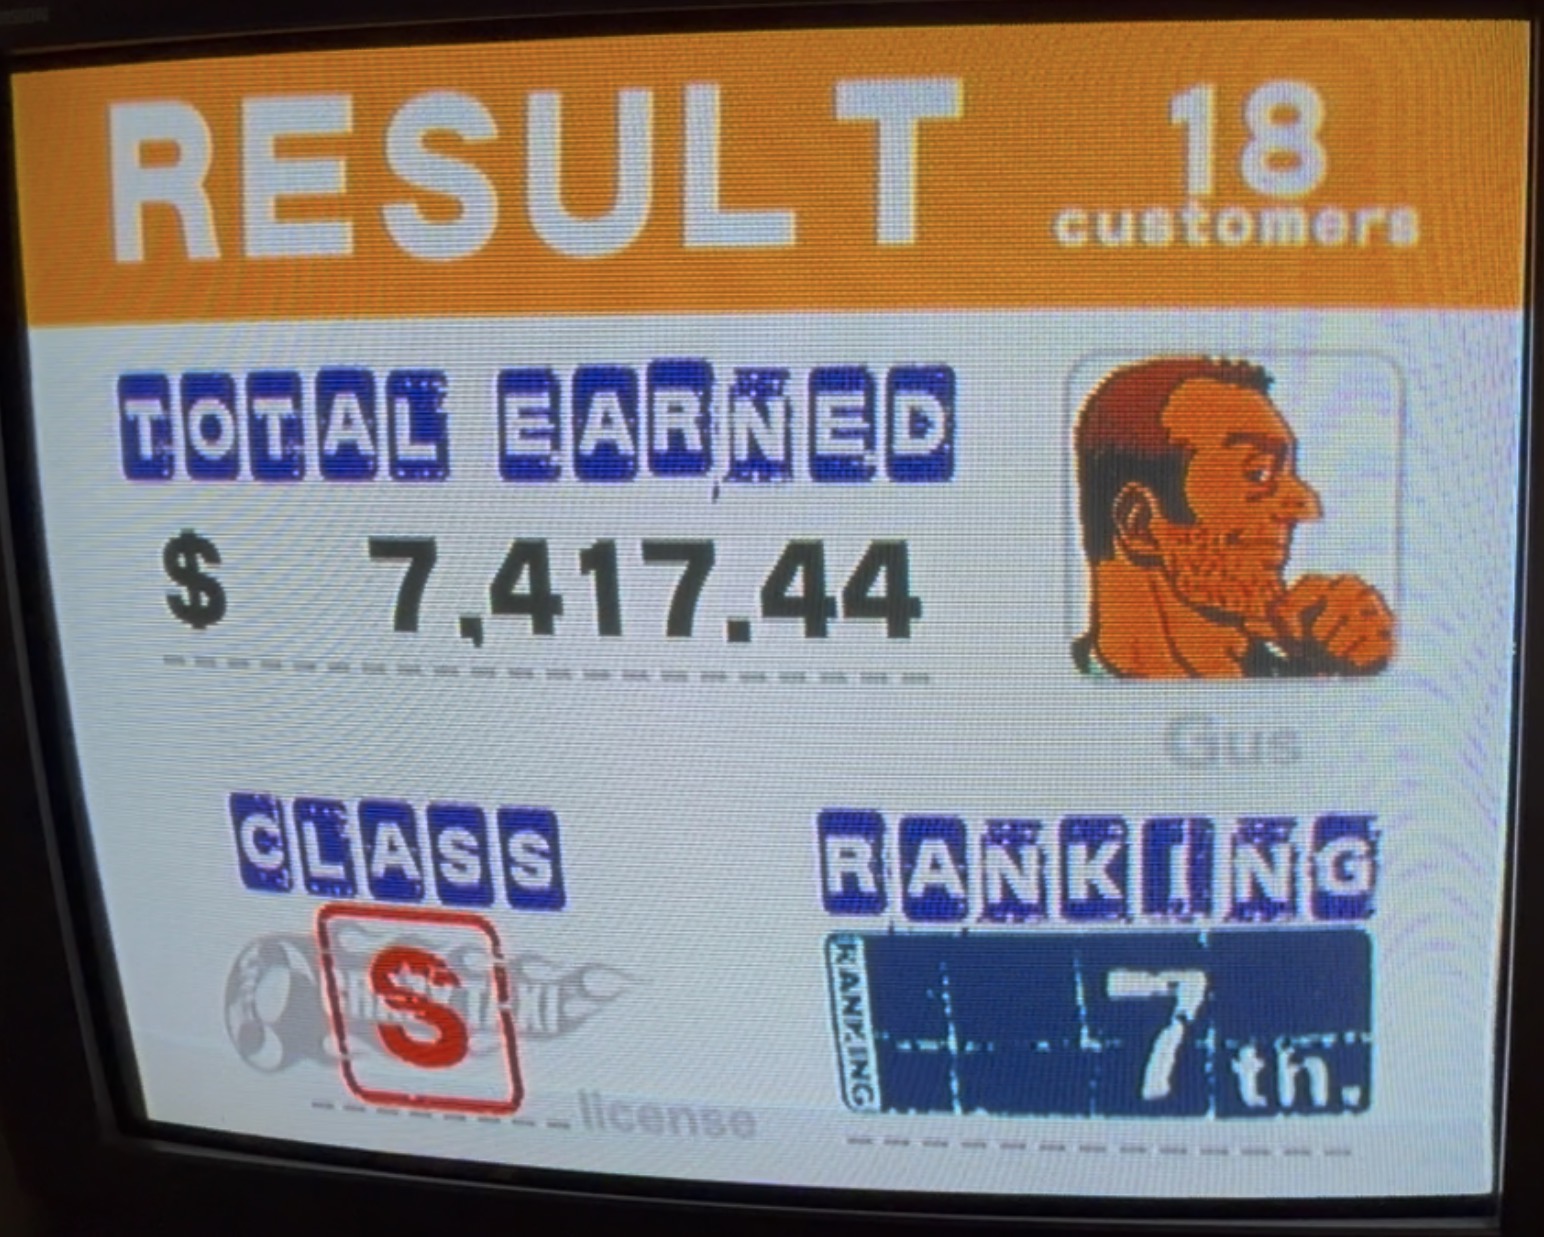 RESULT
18
customers
TOTAL EARNED
$ 7,417.44
Gus
CLASS
RANKING
S
RANKING
7th.
license